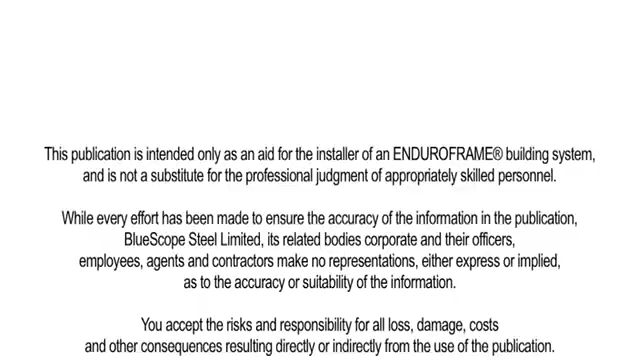 This publication is intended only as an aid for the installer of an ENDUROFRAME® building system,
and is not a substitute for the professional judgment of appropriately skilled personnel.
While every effort has been made to ensure the accuracy of the information in the publication,
BlueScope Steel Limited, its related bodies corporate and their officers,
employees, agents and contractors make no representations, either express or implied,
as to the accuracy or suitability of the information.
You accept the risks and responsibility for all loss, damage, costs
and other consequences resulting directly or indirectly from the use of the publication.